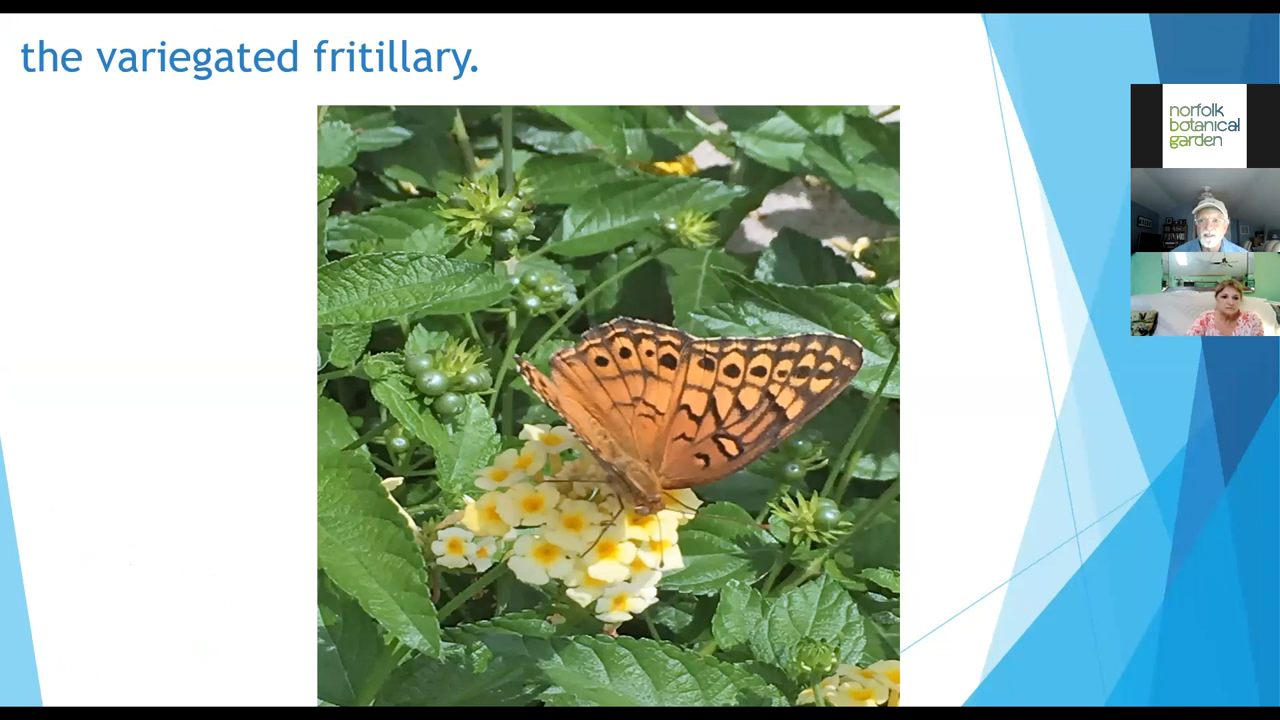 the variegated fritillary.
norfolk
botanical
garden